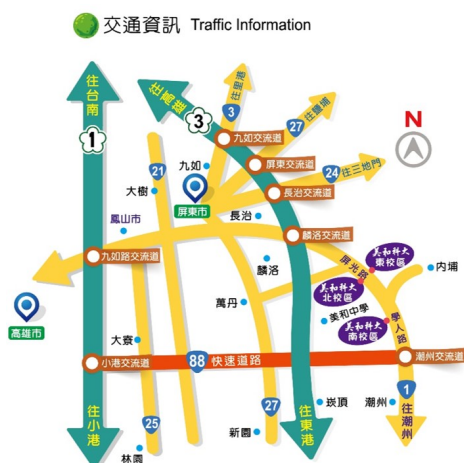 交通資訊 Traffic Information
往台南
往高雄
往里港
往鹽埔
1
3
3
27
九如交流道
N
21
九如
屏東交流道
24
往三地門
大樹
屏東市
長治交流道
鳳山市
長治
麟洛交流道
九如路交流道
麟洛
屏光路
美和科大
東校區
內埔
美和科大
北校區
高雄市
萬丹
美和中學
美和科大
南校區
學人路
大寮
小港交流道
88
快速道路
潮州交流道
1
往小港
27
往東港
崁頂
潮州
往潮州
25
新園
林園